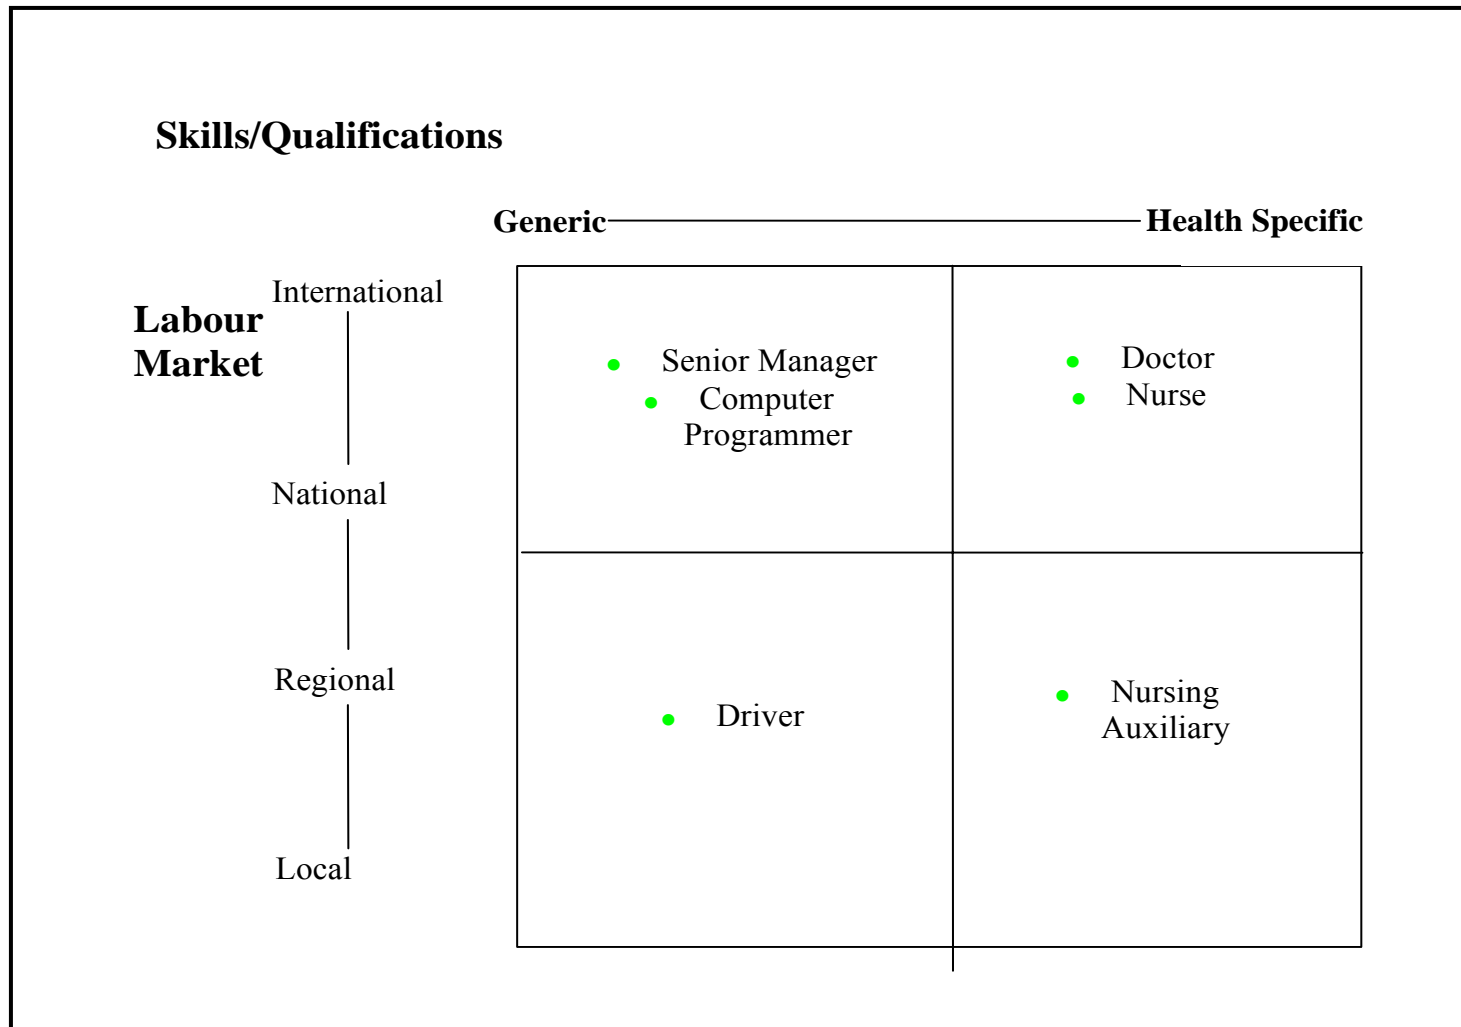 Skills/Qualifications
Generic
Health Specific
International
Labour
Market
Senior Manager
Computer
Programmer
Doctor
Nurse
National
Regional
Driver
Nursing
Auxiliary
Local